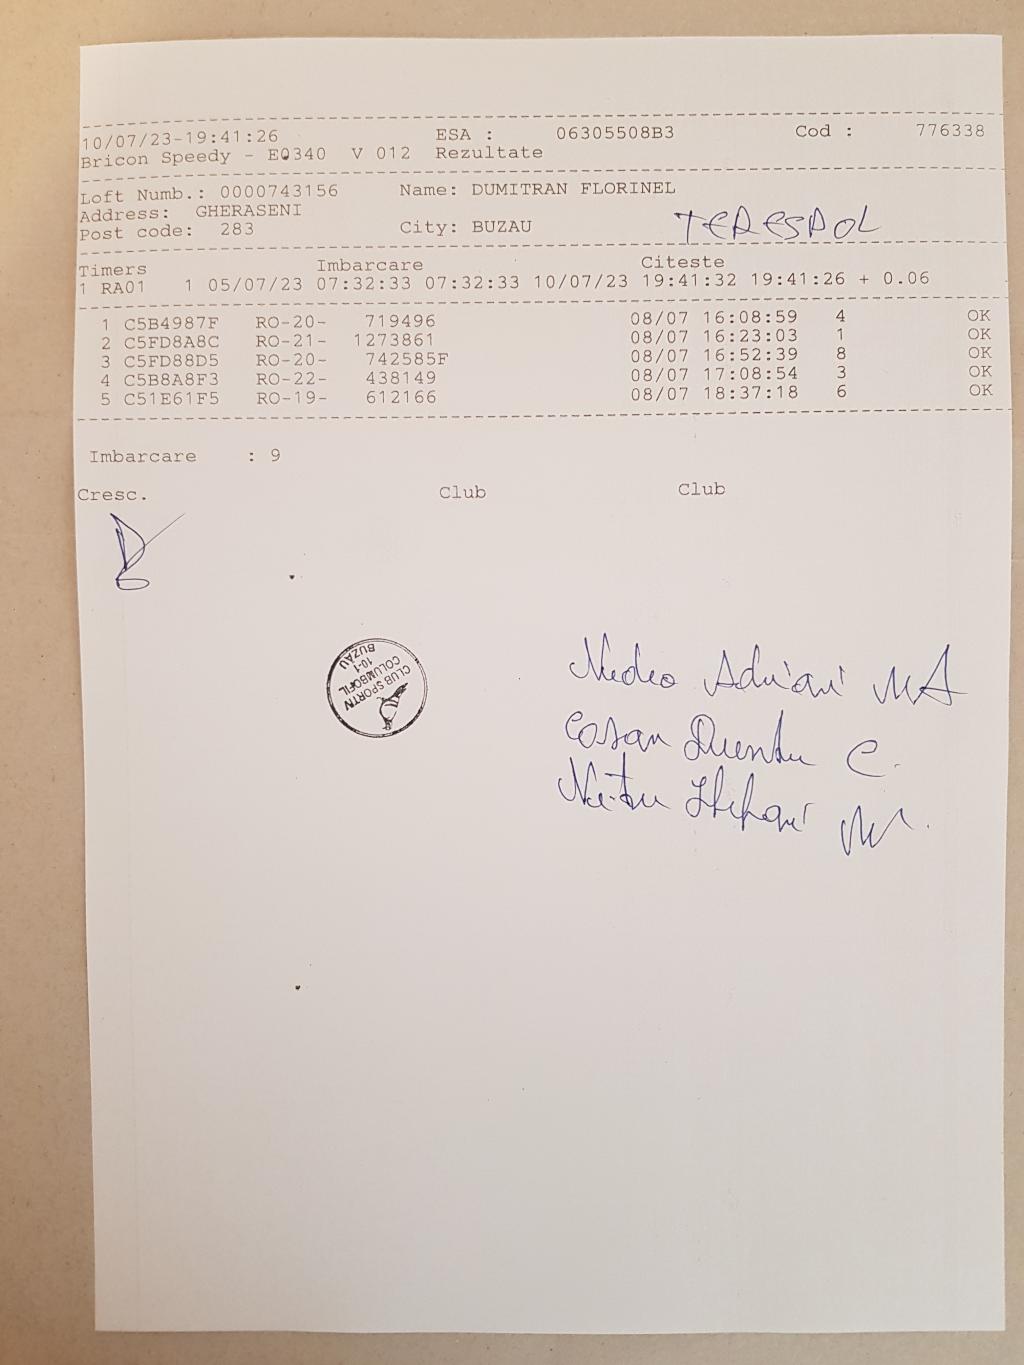 10/07/23-19:41:26 ESA : 06305508B3 Cod : 776338
Bricon Speedy - EQ340 V 012 Rezultate
Loft Numb.: 0000743156 Name: DUMITRAN FLORINEL
Address: GHERASENI
Post code: 283 City: BUZAU
TERESPOL
Timers Imbarcare Citeste
1 RA01 1 05/07/23 07:32:33 07:32:33 10/07/23 19:41:32 19:41:26 + 0.06
1 C5B4987F RO-20- 719496 08/07 16:08:59 4 OK
2 C5FD8A8C RO-21- 1273861 08/07 16:23:03 1 OK
3 C5FD88D5 RO-20- 742585F 08/07 16:52:39 8 OK
4 C5B8A8F3 RO-22- 438149 08/07 17:08:54 3 OK
5 C51E61F5 RO-19- 612166 08/07 18:37:18 6 OK
Imbarcare : 9
Cresc. Club Club
CLUB SPORTIV
COLUMBOFIL
10-1
BUZĂU